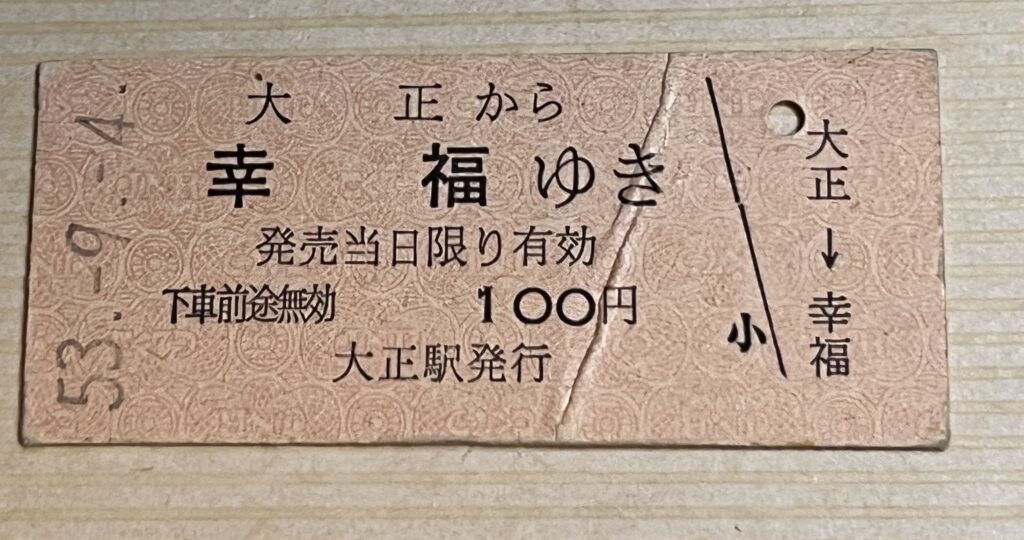 53.-9.-4.
大正から
幸福ゆき
発売当日限り有効
下車前途無効 100円
大正駅発行
小
大正→幸福